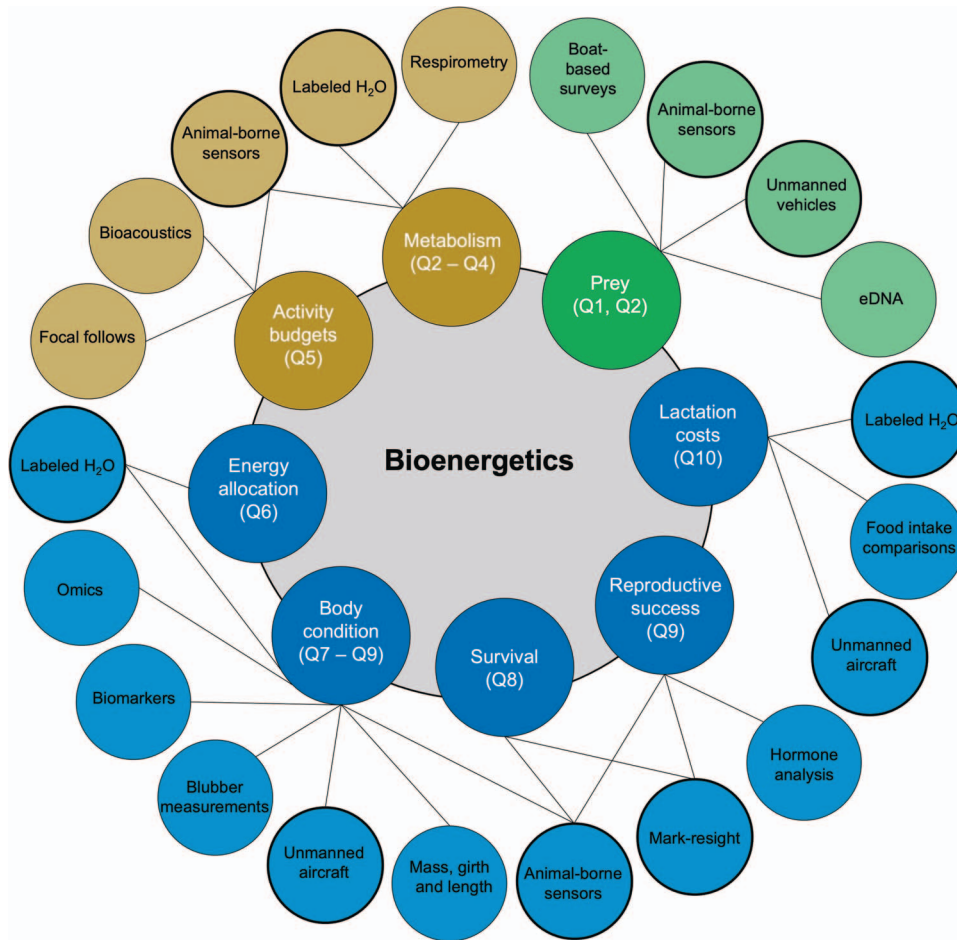 Respirometry
Labeled H₂O
Animal-borne
sensors
Bioacoustics
Focal follows
Boat-
based
surveys
Animal-borne
sensors
Unmanned
vehicles
eDNA
Metabolism
(Q2 – Q4)
Activity
budgets
(Q5)
Prey
(Q1, Q2)
Bioenergetics
Lactation
costs
(Q10)
Energy
allocation
(Q6)
Body
condition
(Q7 – Q9)
Survival
(Q8)
Reproductive
success
(Q9)
Labeled H₂O
Food intake
comparisons
Unmanned
aircraft
Hormone
analysis
Mark-resight
Animal-borne
sensors
Mass, girth
and length
Unmanned
aircraft
Blubber
measurements
Biomarkers
Omics
Labeled H₂O